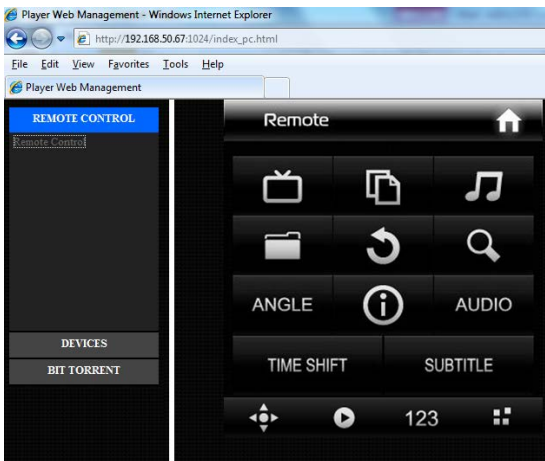 Player Web Management - Windows Internet Explorer
http://192.168.50.67:1024/index_pc.html
File Edit View Favorites Tools Help
Player Web Management
REMOTE CONTROL
Remote Control
DEVICES
BIT TORRENT
Remote
ANGLE
AUDIO
TIME SHIFT
SUBTITLE
123